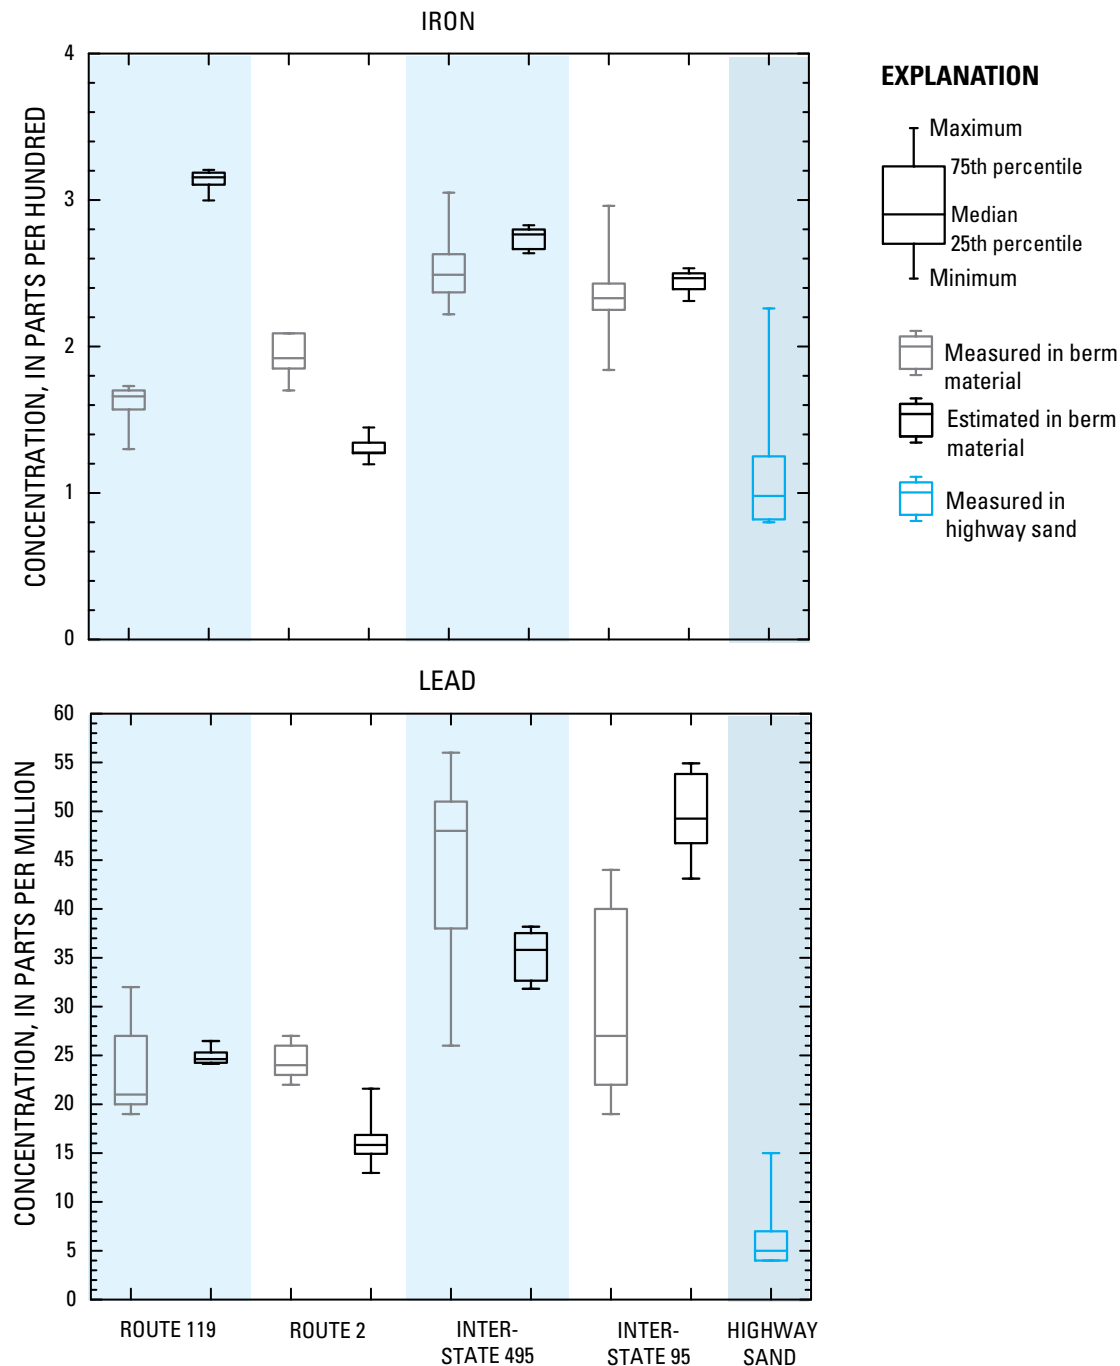 IRON
CONCENTRATION, IN PARTS PER HUNDRED
4
3
2
1
0
EXPLANATION
Maximum
75th percentile
Median
25th percentile
Minimum
Measured in berm
material
Estimated in berm
material
Measured in
highway sand
LEAD
CONCENTRATION, IN PARTS PER MILLION
60
55
50
45
40
35
30
25
20
15
10
5
0
ROUTE 119
ROUTE 2
INTER-
STATE 495
INTER-
STATE 95
HIGHWAY
SAND